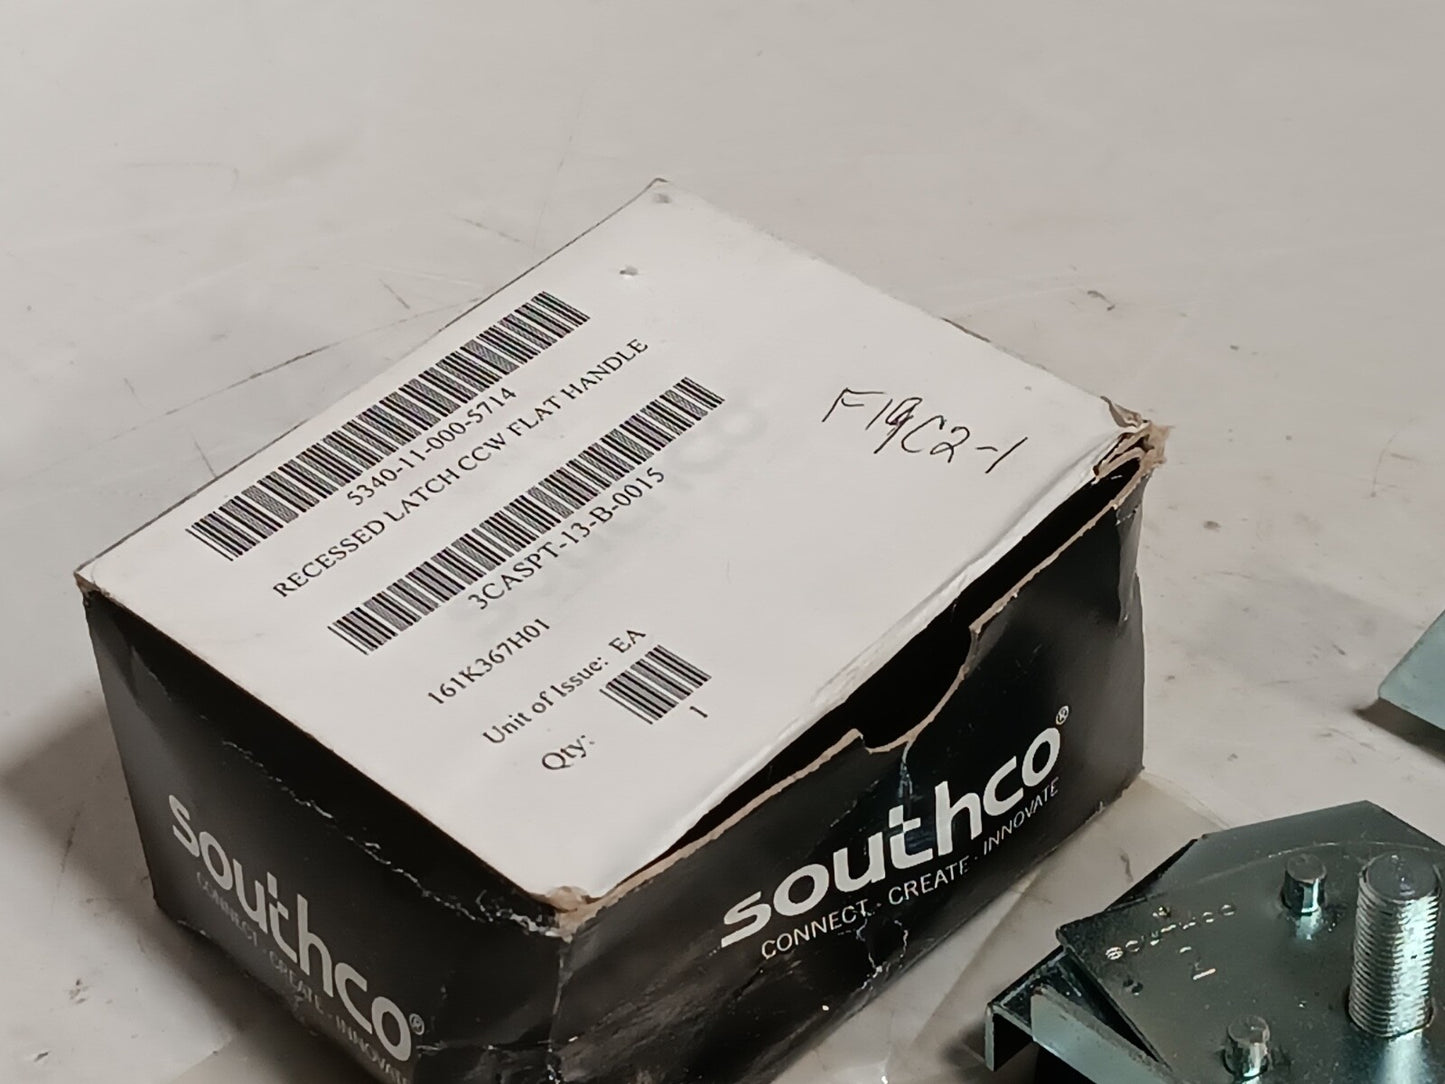 5340-11-000-5714
RECESSED LATCH CCW FLAT HANDLE
3CASPT-13-B-0015
161K367H01
Unit of Issue: EA
Qty:
1
F19C2-1
southco®
CONNECT · CREATE · INNOVATE
southco®
CONNECT · CREATE · INNOVATE
southco